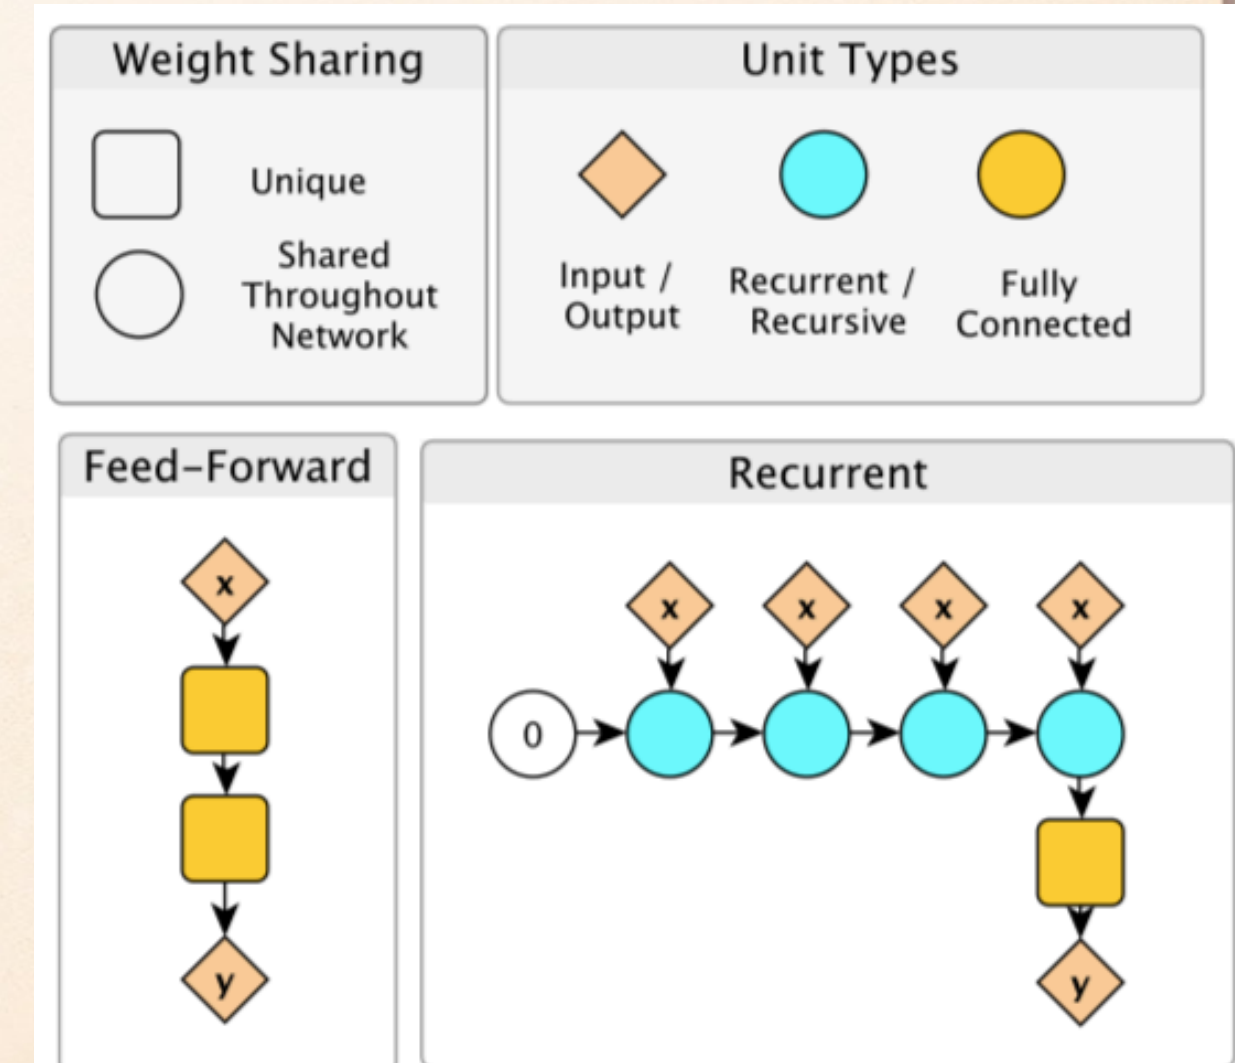 Weight Sharing
Unique
Shared
Throughout
Network
Unit Types
Input /
Output
Recurrent /
Recursive
Fully
Connected
Feed-Forward
x
y
Recurrent
x x x x
0
y